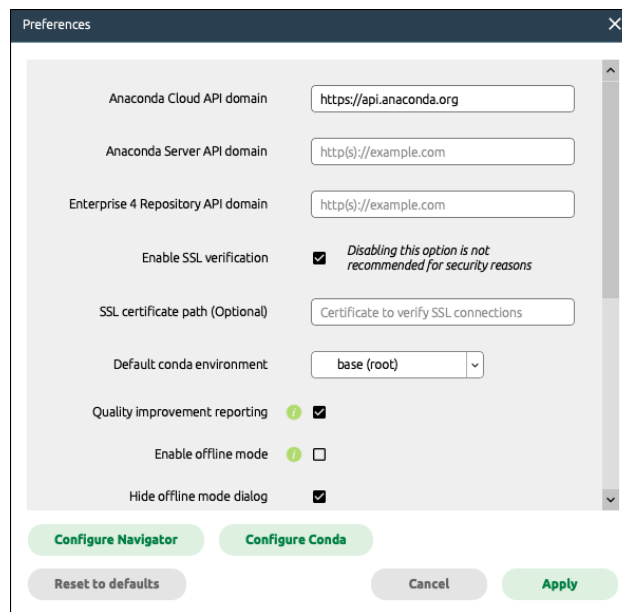 Preferences
Anaconda Cloud API domain
https://api.anaconda.org
Anaconda Server API domain
http(s)://example.com
Enterprise 4 Repository API domain
http(s)://example.com
Enable SSL verification
Disabling this option is not
recommended for security reasons
SSL certificate path (Optional)
Certificate to verify SSL connections
Default conda environment
base (root)
Quality improvement reporting
i
Enable offline mode
i
Hide offline mode dialog
Configure Navigator
Configure Conda
Reset to defaults
Cancel
Apply